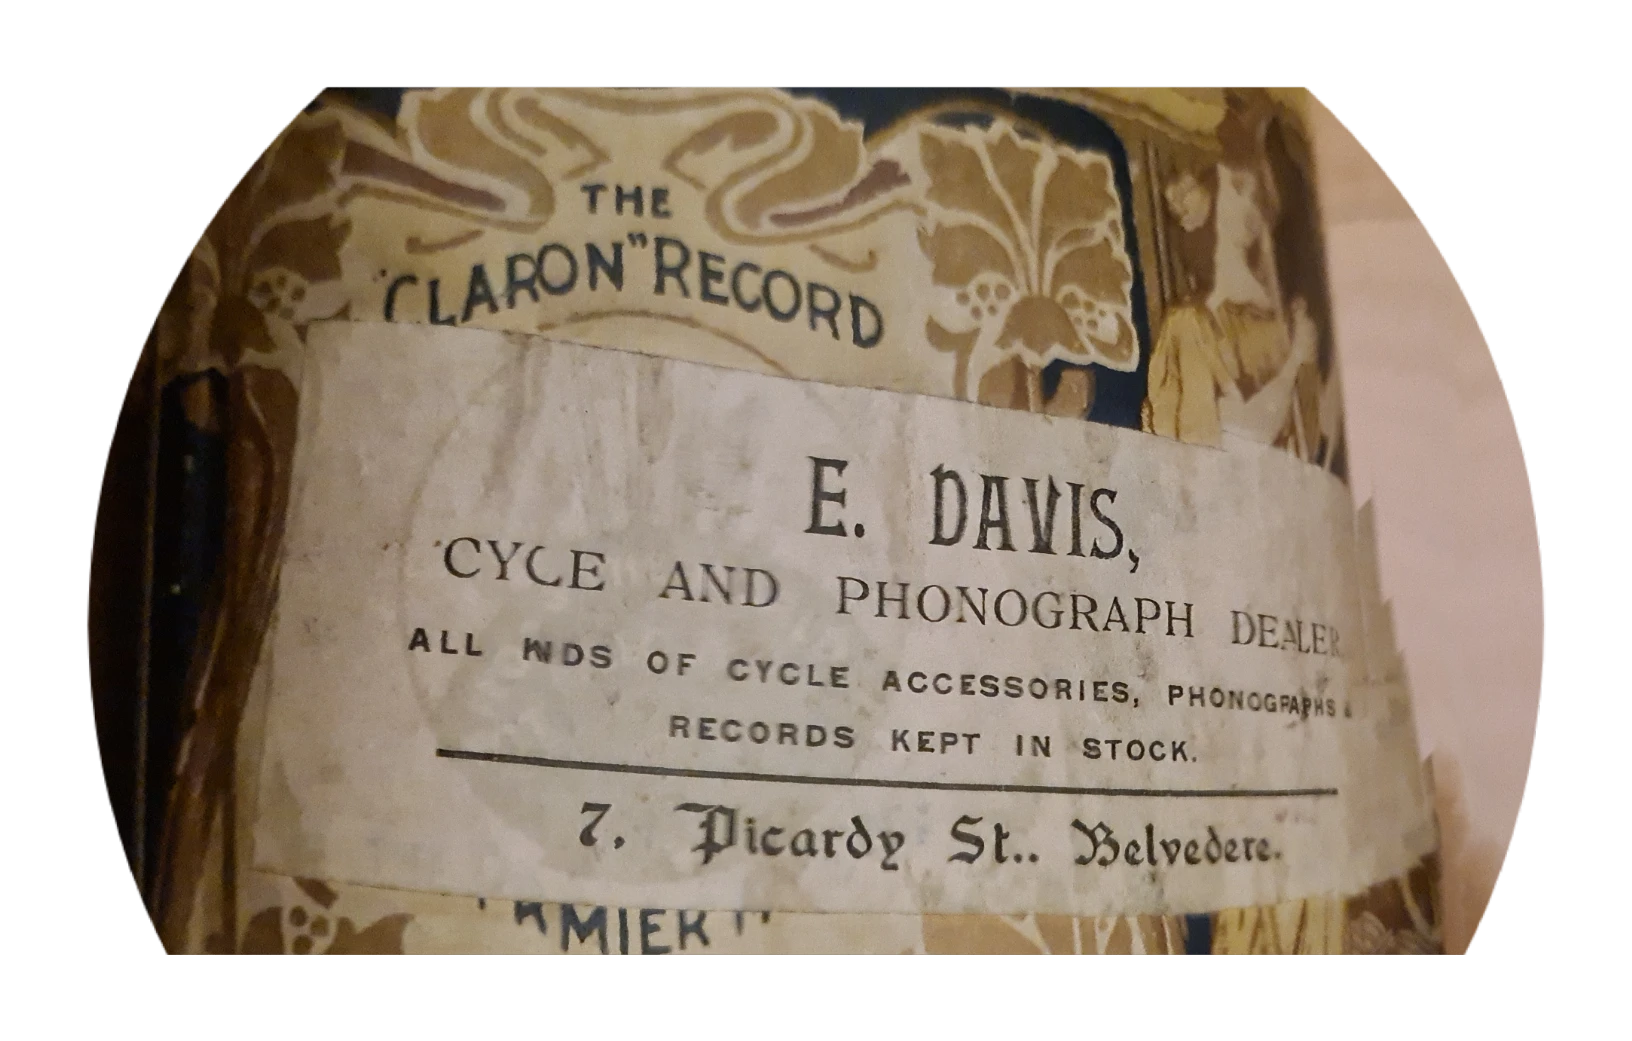 THE
"CLARON" RECORD
E. DAVIS,
CYCLE AND PHONOGRAPH DEALER.
ALL KINDS OF CYCLE ACCESSORIES, PHONOGRAPHS &
RECORDS KEPT IN STOCK.
7, Picardy St.. Belvedere.